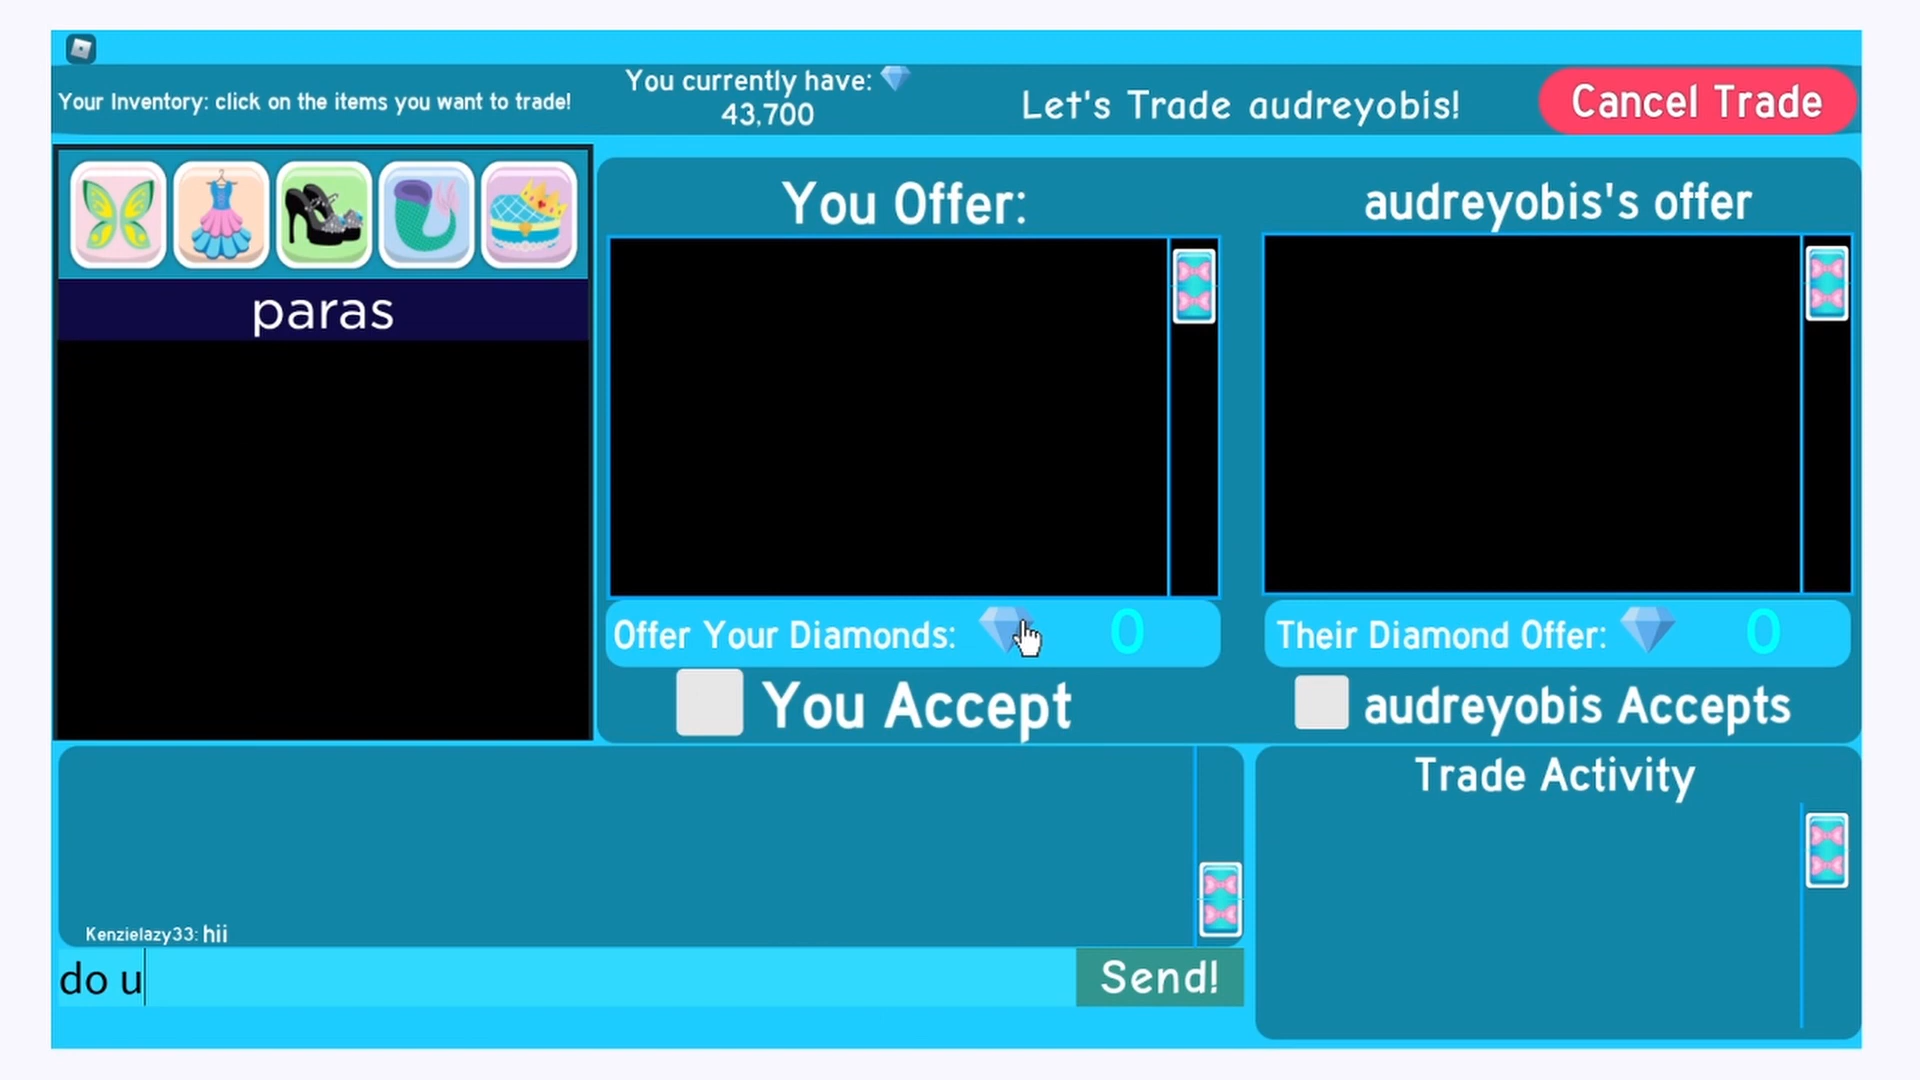 Your Inventory: click on the items you want to trade!
You currently have:
43,700
Let's Trade audreyobis!
Cancel Trade
paras
You Offer:
audreyobis's offer
Offer Your Diamonds:
0
Their Diamond Offer:
0
You Accept
audreyobis Accepts
Trade Activity
Kenzielazy33: hii
do u
Send!